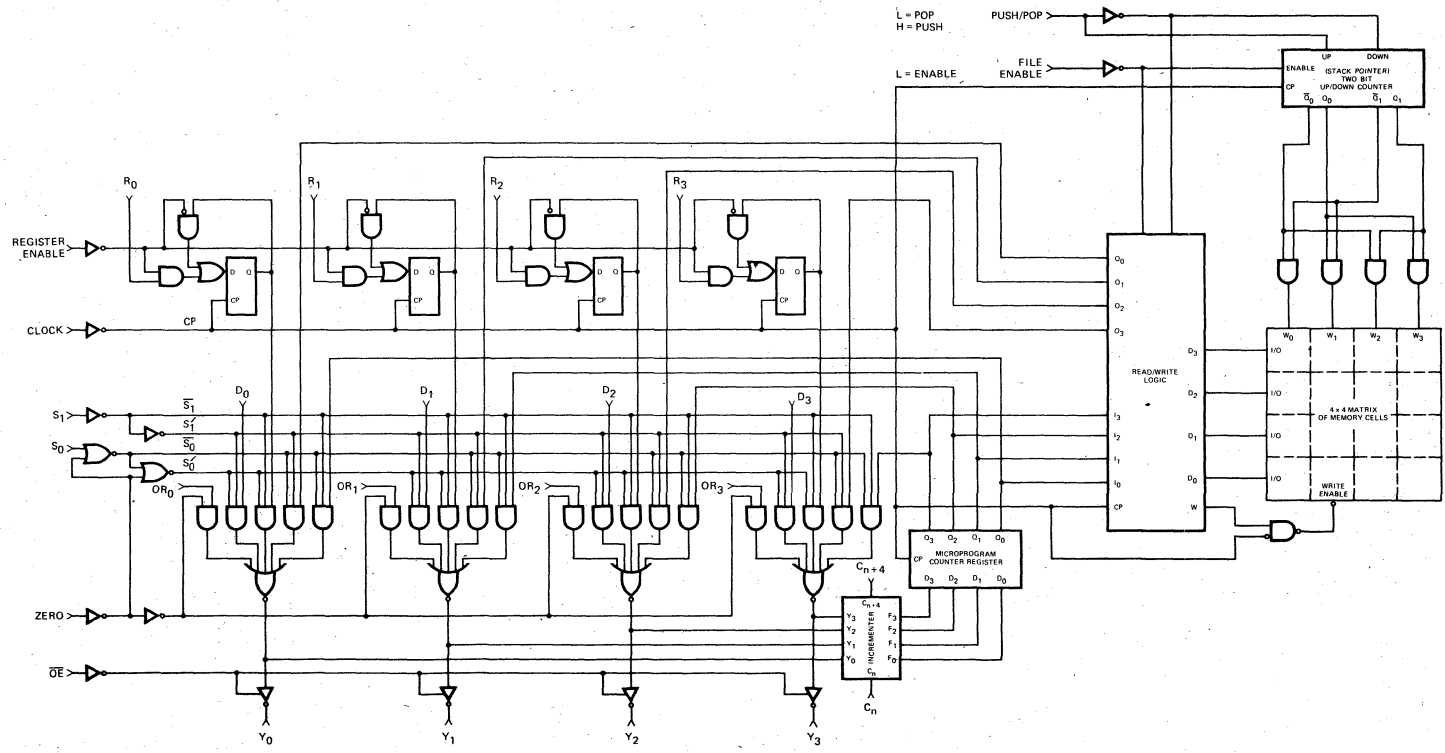 L = POP
H = PUSH
PUSH/POP
L = ENABLE
FILE
ENABLE
UP DOWN
ENABLE
(STACK POINTER)
TWO BIT
UP/DOWN COUNTER
CP
Q̅0 Q0 Q̅1 Q1
R0 R1 R2 R3
REGISTER
ENABLE
D Q
CP
D Q
CP
D Q
CP
D Q
CP
CLOCK
CP
S1
S̅1̅
S1′
S0
S̅0̅
S0′
D0 D1 D2 D3
OR0 OR1 OR2 OR3
O0
O1
O2
O3
READ/WRITE
LOGIC
I3
I2
I1
I0
CP
D3
D2
D1
D0
W
W0 W1 W2 W3
I/O
I/O
I/O
I/O
4 x 4 MATRIX
OF MEMORY CELLS
WRITE
ENABLE
O3 O2 O1 O0
CP
MICROPROGRAM
COUNTER REGISTER
D3 D2 D1 D0
Cn+4
Cn+4
Y3
Y2
Y1
Y0
INCREMENTER
F3
F2
F1
F0
Cn
Cn
ZERO
O̅E̅
Y0 Y1 Y2 Y3